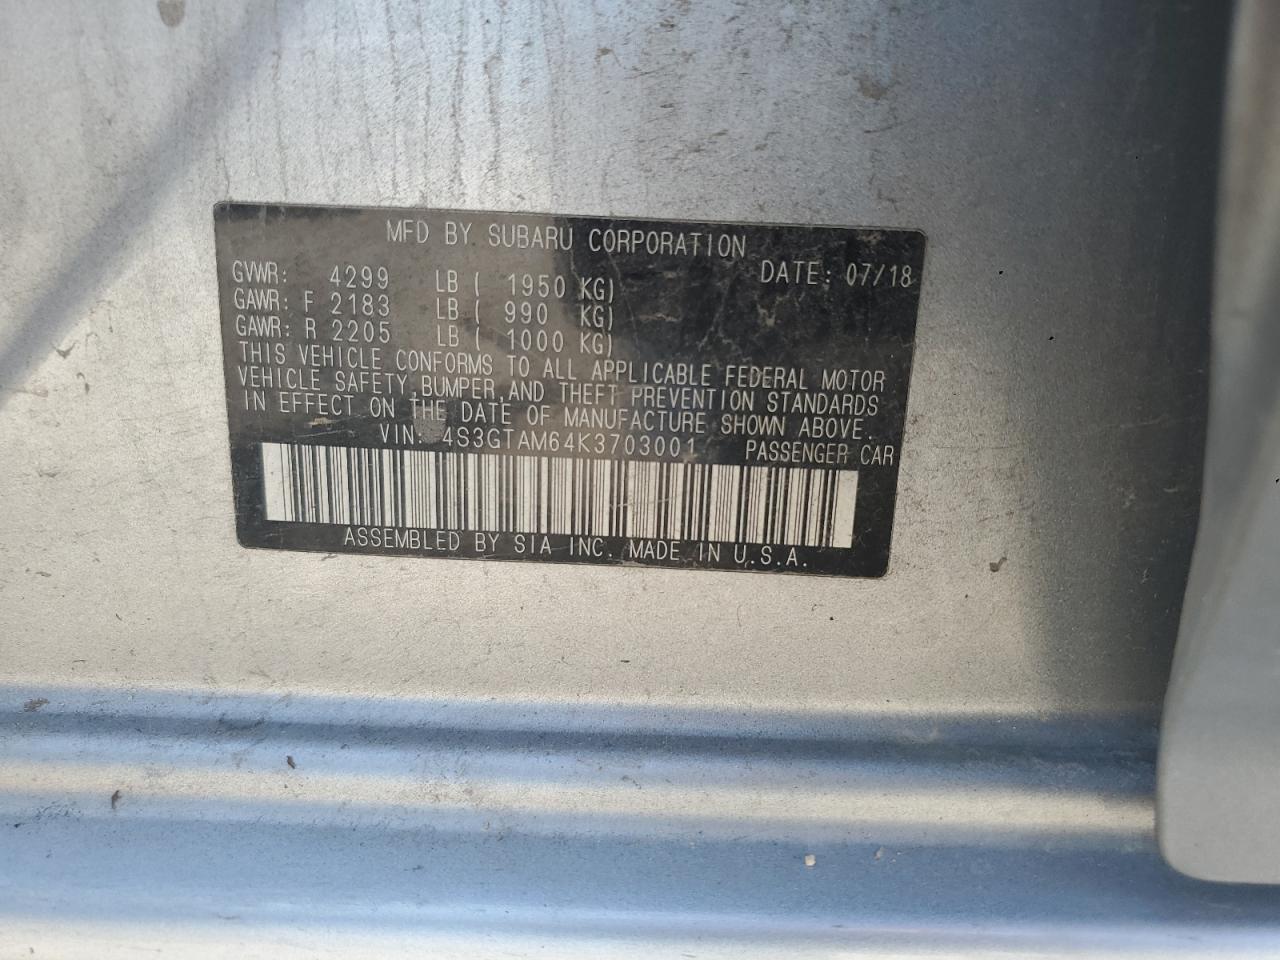 MFD BY SUBARU CORPORATION
GVWR: 4299 LB ( 1950 KG) DATE: 07/18
GAWR: F 2183 LB ( 990 KG)
GAWR: R 2205 LB ( 1000 KG)
THIS VEHICLE CONFORMS TO ALL APPLICABLE FEDERAL MOTOR
VEHICLE SAFETY, BUMPER, AND THEFT PREVENTION STANDARDS
IN EFFECT ON THE DATE OF MANUFACTURE SHOWN ABOVE.
VIN: 4S3GTAM64K3703001 PASSENGER CAR
ASSEMBLED BY SIA INC. MADE IN U.S.A.